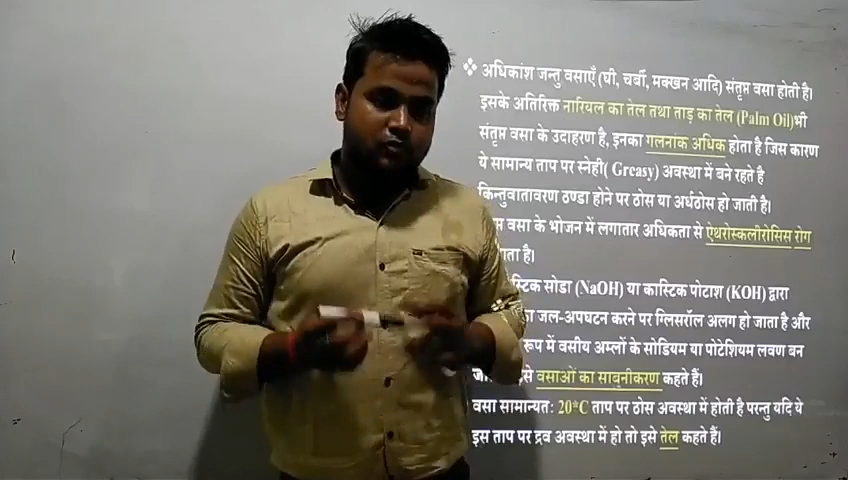 ❖ अधिकांश जन्तु वसाएँ (घी, चर्बी, मक्खन आदि) संतृप्त वसा होती है।
इसके अतिरिक्त नारियल का तेल तथा ताड़ का तेल (Palm Oil)भी
संतृप्त वसा के उदाहरण है, इनका गलनांक अधिक होता है जिस कारण
ये सामान्य ताप पर स्नेही( Greasy) अवस्था में बने रहते है
किन्तुवातावरण ठण्डा होने पर ठोस या अर्धठोस हो जाती है।
वसा के भोजन में लगातार अधिकता से ऐथरोस्कलीरोसिस रोग
है।
सोडा (NaOH) या कास्टिक पोटाश (KOH) द्वारा
जल-अपघटन करने पर ग्लिसरॉल अलग हो जाता है और
रूप में वसीय अम्लों के सोडियम या पोटेशियम लवण बन
वसाओं का साबुनीकरण कहते हैं।
वसा सामान्यत: 20°C ताप पर ठोस अवस्था में होती है परन्तु यदि ये
इस ताप पर द्रव अवस्था में हो तो इसे तेल कहते हैं।